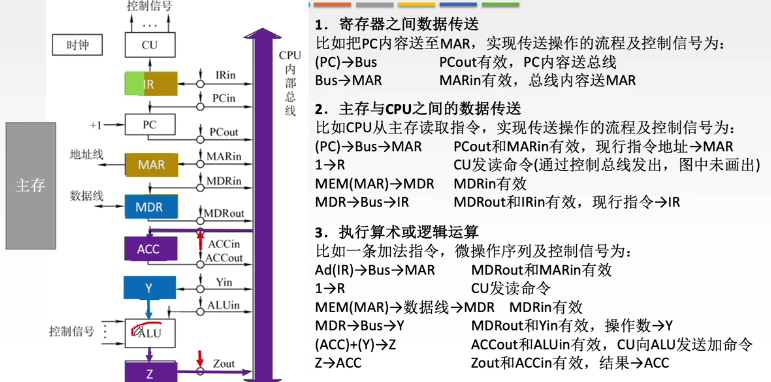 控制信号
···
时钟
CU
CPU
内部
总线
IR
IRin
PCin
+1
PC
PCout
主存
地址线
MAR
MARin
MDRin
数据线
MDR
MDRout
ACC
ACCin
ACCout
Y
Yin
ALUin
控制信号
ALU
Zout
Z
1．寄存器之间数据传送
比如把PC内容送至MAR，实现传送操作的流程及控制信号为：
(PC)→Bus PCout有效，PC内容送总线
Bus→MAR MARin有效，总线内容送MAR
2．主存与CPU之间的数据传送
比如CPU从主存读取指令，实现传送操作的流程及控制信号为：
(PC)→Bus→MAR PCout和MARin有效，现行指令地址→MAR
1→R CU发读命令(通过控制总线发出，图中未画出)
MEM(MAR)→MDR MDRin有效
MDR→Bus→IR MDRout和IRin有效，现行指令→IR
3．执行算术或逻辑运算
比如一条加法指令，微操作序列及控制信号为：
Ad(IR)→Bus→MAR MDRout和MARin有效
1→R CU发读命令
MEM(MAR)→数据线→MDR MDRin有效
MDR→Bus→Y MDRout和Yin有效，操作数→Y
(ACC)+(Y)→Z ACCout和ALUin有效，CU向ALU发送加命令
Z→ACC Zout和ACCin有效，结果→ACC